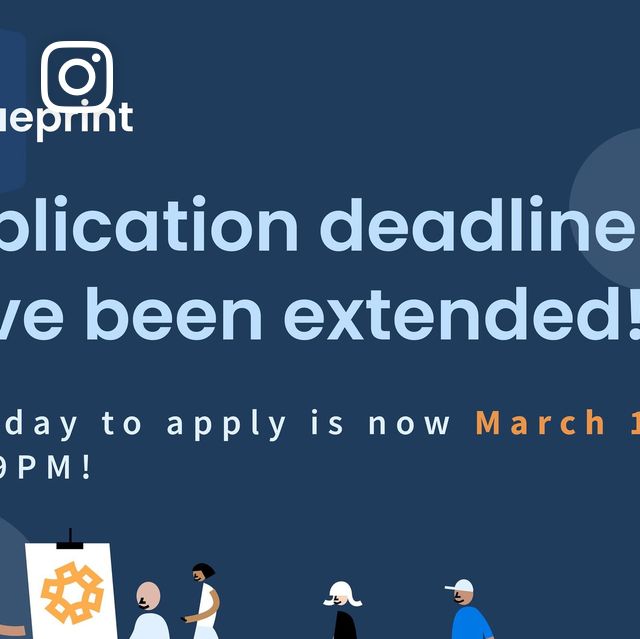 ueprint
plication deadline
ve been extended!
day to apply is now March 1
9PM!